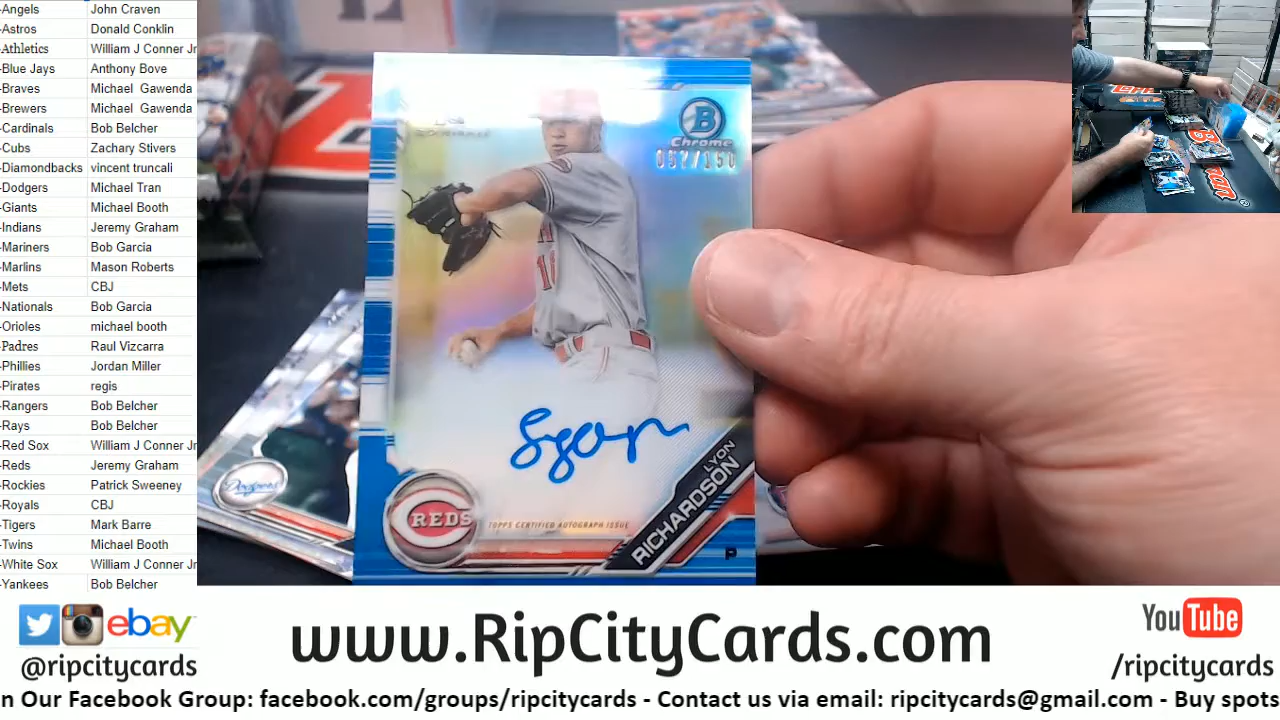 -Angels John Craven
-Astros Donald Conklin
-Athletics William J Conner Jr
-Blue Jays Anthony Bove
-Braves Michael Gawenda
-Brewers Michael Gawenda
-Cardinals Bob Belcher
-Cubs Zachary Stivers
-Diamondbacks vincent truncali
-Dodgers Michael Tran
-Giants Michael Booth
-Indians Jeremy Graham
-Mariners Bob Garcia
-Marlins Mason Roberts
-Mets CBJ
-Nationals Bob Garcia
-Orioles michael booth
-Padres Raul Vizcarra
-Phillies Jordan Miller
-Pirates regis
-Rangers Bob Belcher
-Rays Bob Belcher
-Red Sox William J Conner Jr
-Reds Jeremy Graham
-Rockies Patrick Sweeney
-Royals CBJ
-Tigers Mark Barre
-Twins Michael Booth
-White Sox William J Conner Jr
-Yankees Bob Belcher
B
Chrome
REDS
TOPPS CERTIFIED AUTOGRAPH ISSUE
LYON
RICHARDSON
P
Dodgers
ebay
@ripcitycards
www.RipCityCards.com
YouTube
/ripcitycards
n Our Facebook Group: facebook.com/groups/ripcitycards - Contact us via email: ripcitycards@gmail.com - Buy spots